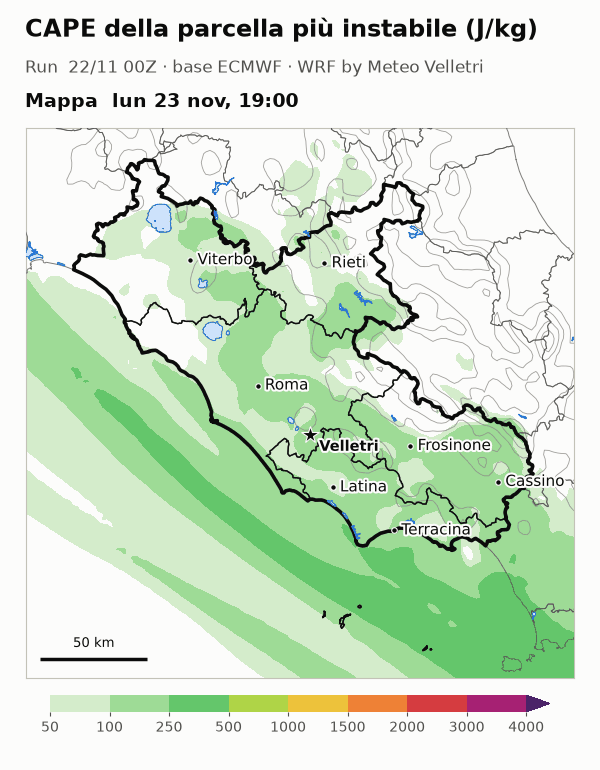 CAPE della parcella più instabile (J/kg)
Run 22/11 00Z · base ECMWF · WRF by Meteo Velletri
Mappa lun 23 nov, 19:00
Viterbo
Rieti
Roma
Velletri
Frosinone
Latina
Cassino
Terracina
50 km
50 100 250 500 1000 1500 2000 3000 4000